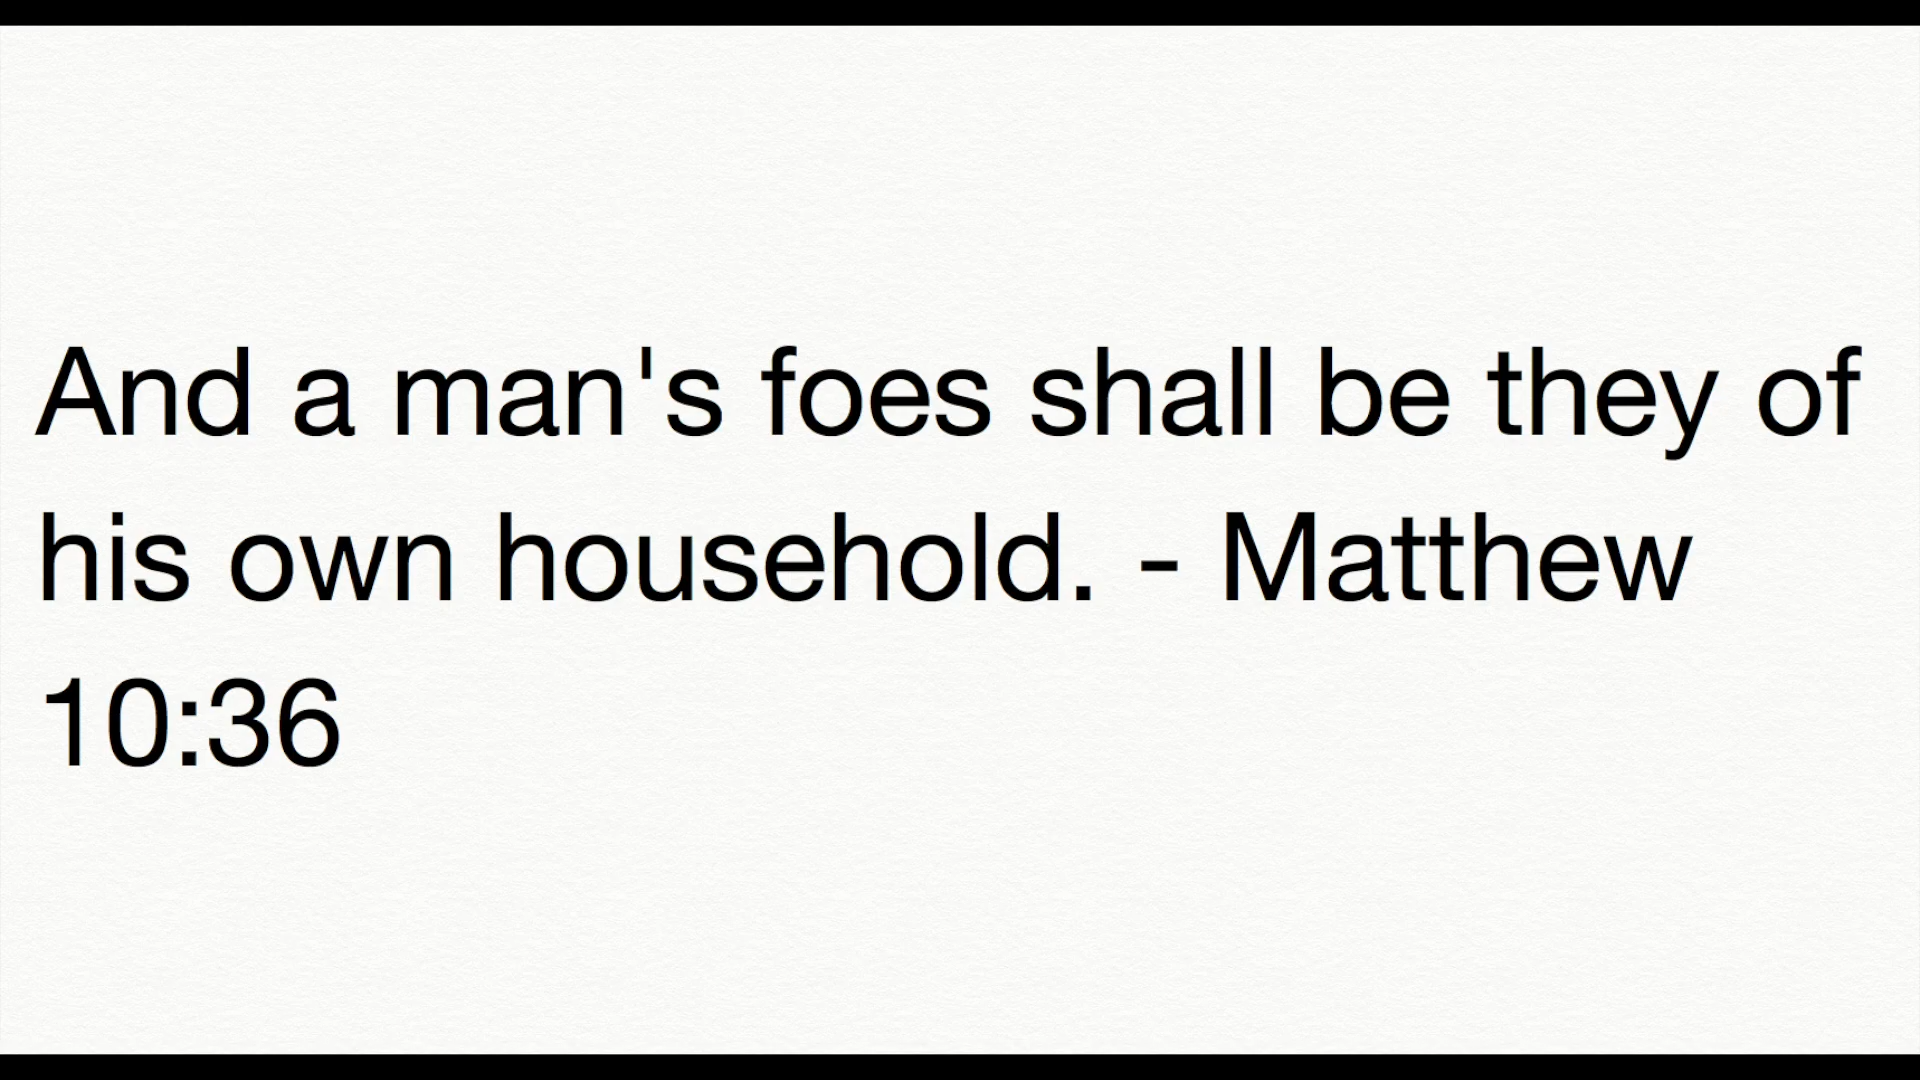 And a man's foes shall be they of
his own household. - Matthew
10:36